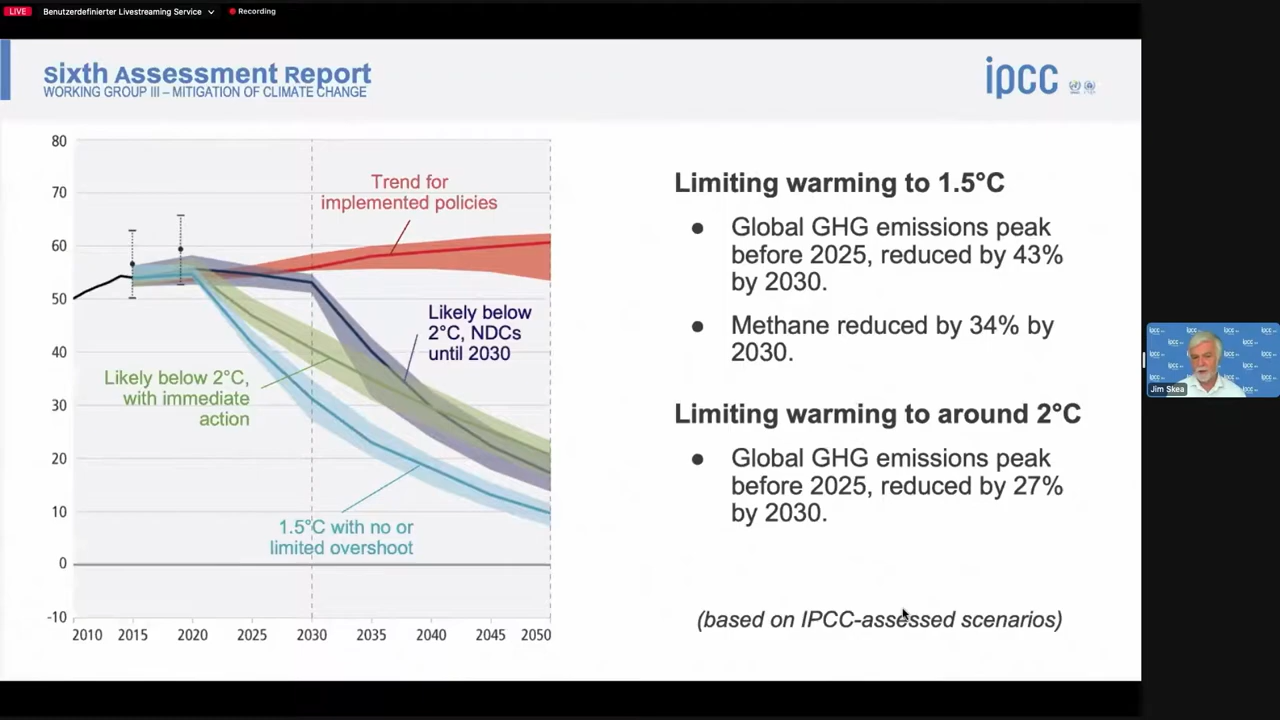 LIVE
Benutzerdefinierter Livestreaming Service
Recording
Sixth Assessment Report
WORKING GROUP III – MITIGATION OF CLIMATE CHANGE
ipcc
80
70
60
50
40
30
20
10
0
-10
2010 2015 2020 2025 2030 2035 2040 2045 2050
Trend for
implemented policies
Likely below
2°C, NDCs
until 2030
Likely below 2°C,
with immediate
action
1.5°C with no or
limited overshoot
Limiting warming to 1.5°C
● Global GHG emissions peak
before 2025, reduced by 43%
by 2030.
● Methane reduced by 34% by
2030.
Limiting warming to around 2°C
● Global GHG emissions peak
before 2025, reduced by 27%
by 2030.
(based on IPCC-assessed scenarios)
Jim Skea